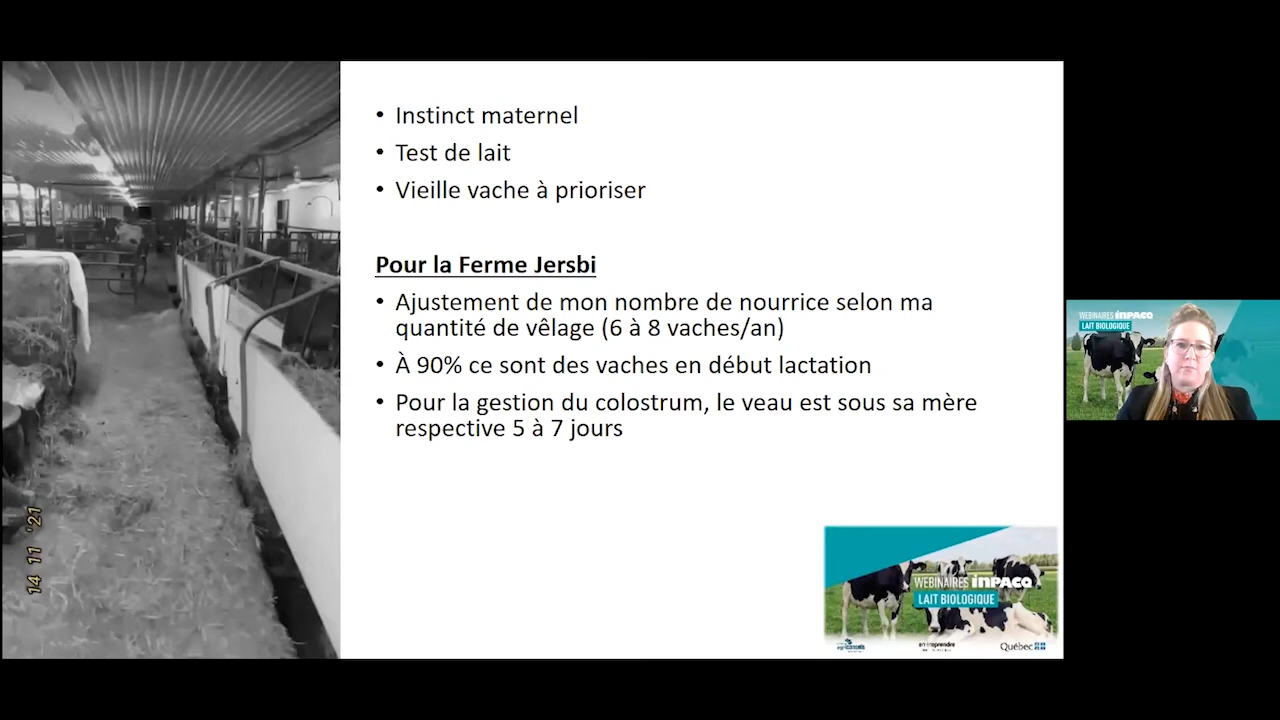 • Instinct maternel
• Test de lait
• Vieille vache à prioriser
Pour la Ferme Jersbi
• Ajustement de mon nombre de nourrice selon ma
quantité de vêlage (6 à 8 vaches/an)
• À 90% ce sont des vaches en début lactation
• Pour la gestion du colostrum, le veau est sous sa mère
respective 5 à 7 jours
14 11 '21
WEBINAIRES INPACQ
LAIT BIOLOGIQUE
Québec
WEBINAIRES INPACQ
LAIT BIOLOGIQUE